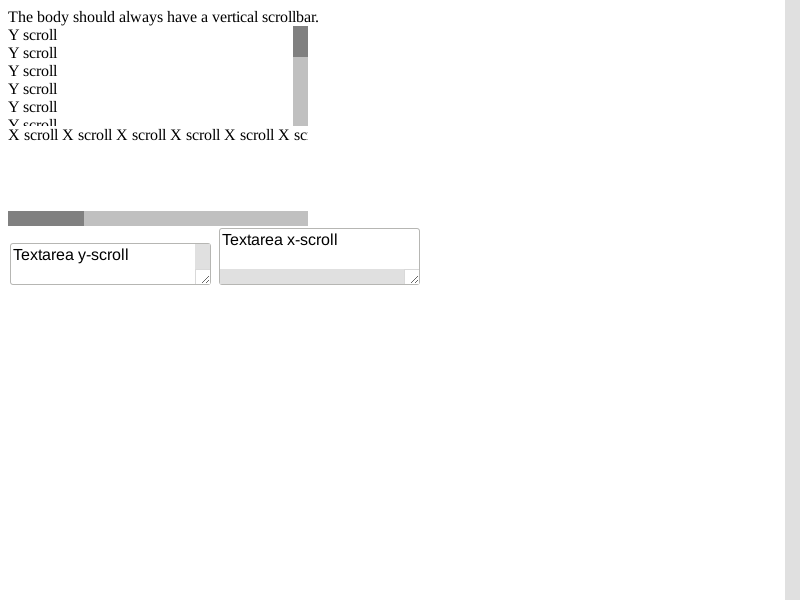 The body should always have a vertical scrollbar.
Y scroll
Y scroll
Y scroll
Y scroll
Y scroll
Y scroll
X scroll X scroll X scroll X scroll X scroll X sc
Textarea y-scroll
Textarea x-scroll